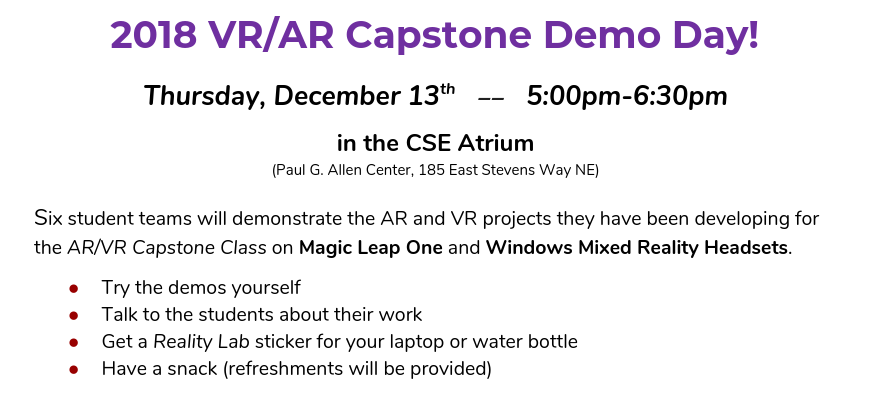 2018 VR/AR Capstone Demo Day!
Thursday, December 13th -- 5:00pm-6:30pm
in the CSE Atrium
(Paul G. Allen Center, 185 East Stevens Way NE)
Six student teams will demonstrate the AR and VR projects they have been developing for
the AR/VR Capstone Class on Magic Leap One and Windows Mixed Reality Headsets.
● Try the demos yourself
● Talk to the students about their work
● Get a Reality Lab sticker for your laptop or water bottle
● Have a snack (refreshments will be provided)